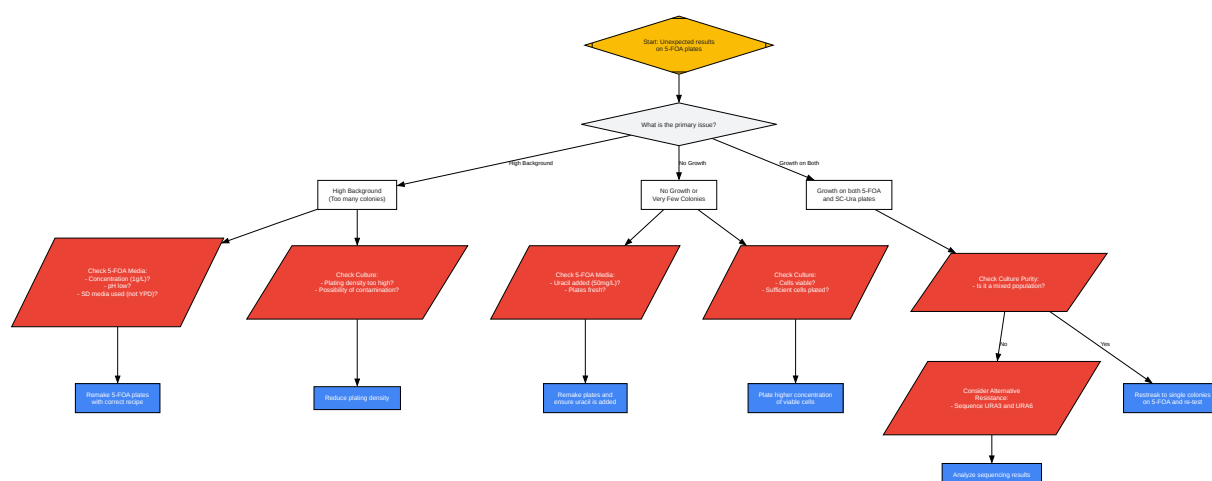 Start: Unexpected results
on 5-FOA plates
What is the primary issue?
High Background
No Growth
Growth on Both
High Background
(Too many colonies)
No Growth or
Very Few Colonies
Growth on both 5-FOA
and SC-Ura plates
Check 5-FOA Media:
- Concentration (1g/L)?
- pH low?
- SD media used (not YPD)?
Check Culture:
- Plating density too high?
- Possibility of contamination?
Check 5-FOA Media:
- Uracil added (50mg/L)?
- Plates fresh?
Check Culture:
- Cells viable?
- Sufficient cells plated?
Check Culture Purity:
- Is it a mixed population?
No
Yes
Remake 5-FOA plates
with correct recipe
Reduce plating density
Remake plates and
ensure uracil is added
Plate higher concentration
of viable cells
Consider Alternative
Resistance:
- Sequence URA3 and URA6
Restreak to single colonies
on 5-FOA and re-test
Analyze sequencing results